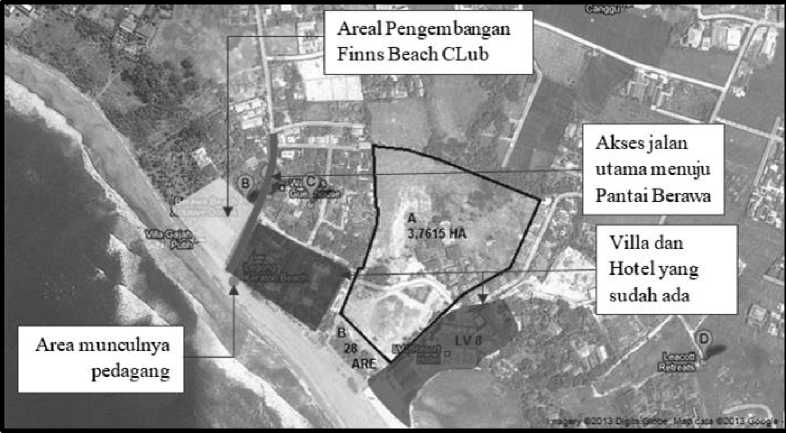 Canggu
Areal Pengembangan
Finns Beach CLub
Akses jalan
utama menuju
Pantai Berawa
B
C
Villa Gajah
Putih
A
3,7615 HA
Villa dan
Hotel yang
sudah ada
Area munculnya
pedagang
B
28
ARE
LV 8
D
Leacott
Retreats
Imagery ©2013 DigitalGlobe, Map data ©2013 Google